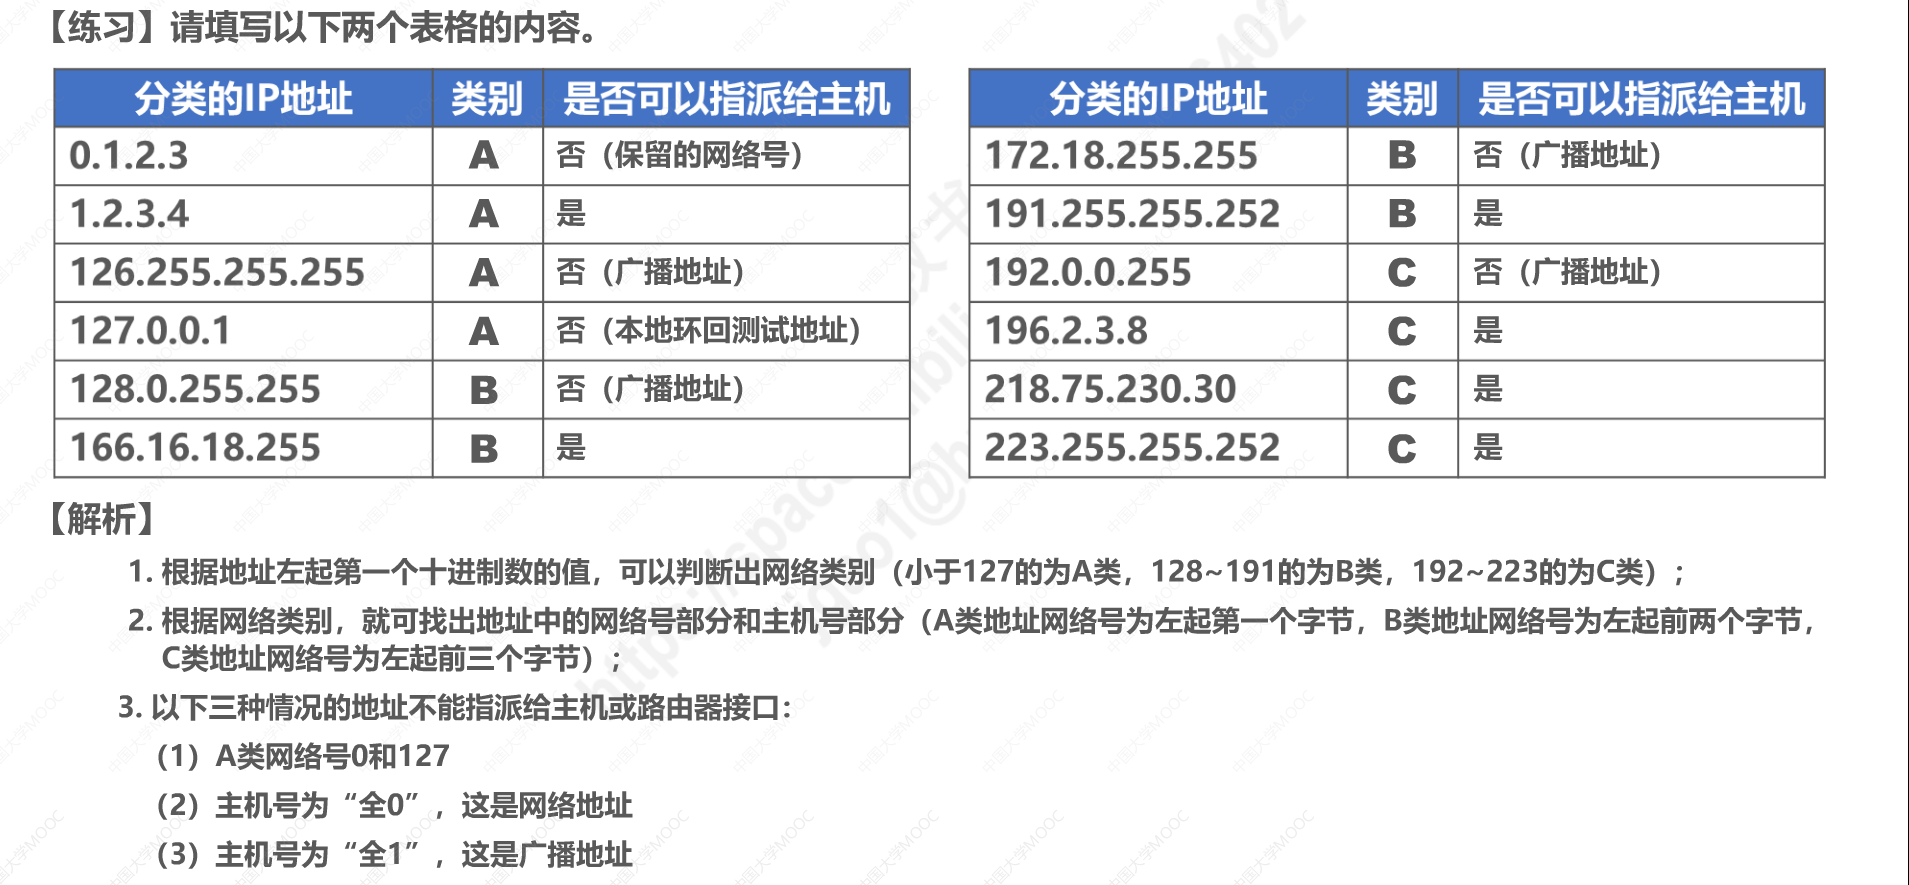 【练习】请填写以下两个表格的内容。
分类的IP地址 类别 是否可以指派给主机
0.1.2.3 A 否（保留的网络号）
1.2.3.4 A 是
126.255.255.255 A 否（广播地址）
127.0.0.1 A 否（本地环回测试地址）
128.0.255.255 B 否（广播地址）
166.16.18.255 B 是
分类的IP地址 类别 是否可以指派给主机
172.18.255.255 B 否（广播地址）
191.255.255.252 B 是
192.0.0.255 C 否（广播地址）
196.2.3.8 C 是
218.75.230.30 C 是
223.255.255.252 C 是
【解析】
1. 根据地址左起第一个十进制数的值，可以判断出网络类别（小于127的为A类，128~191的为B类，192~223的为C类）；
2. 根据网络类别，就可找出地址中的网络号部分和主机号部分（A类地址网络号为左起第一个字节，B类地址网络号为左起前两个字节，
C类地址网络号为左起前三个字节）；
3. 以下三种情况的地址不能指派给主机或路由器接口：
（1）A类网络号0和127
（2）主机号为“全0”，这是网络地址
（3）主机号为“全1”，这是广播地址
中国大学MOOC